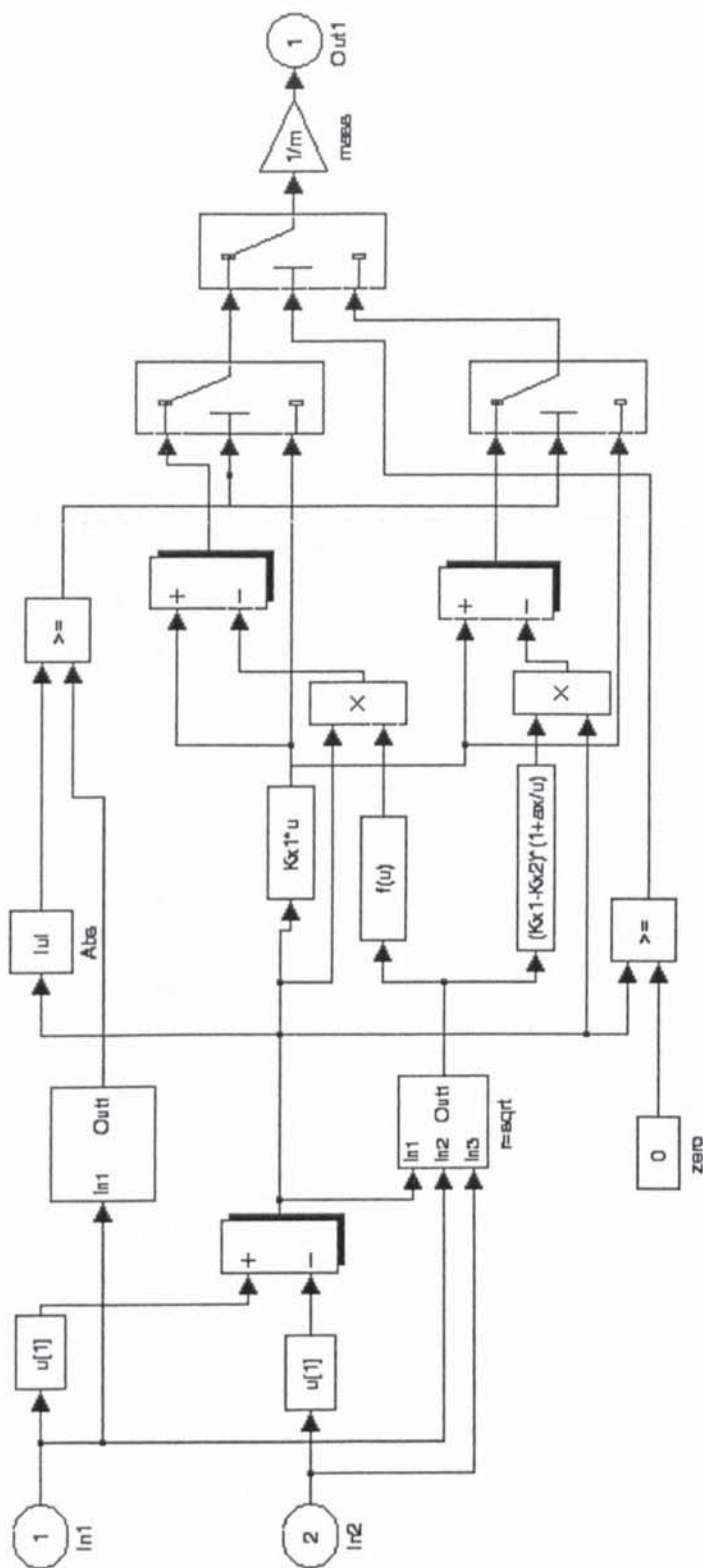 1
In1
u[1]
In1
Out1
|u|
Abs
>=
2
In2
u[1]
+
−
In1
In2
In3
Out1
r=sqrt
Kx1*u
f(u)
(Kx1-Kx2)*(1+ax/u)
×
×
+
−
+
−
0
zero
>=
1/m
mass
1
Out1